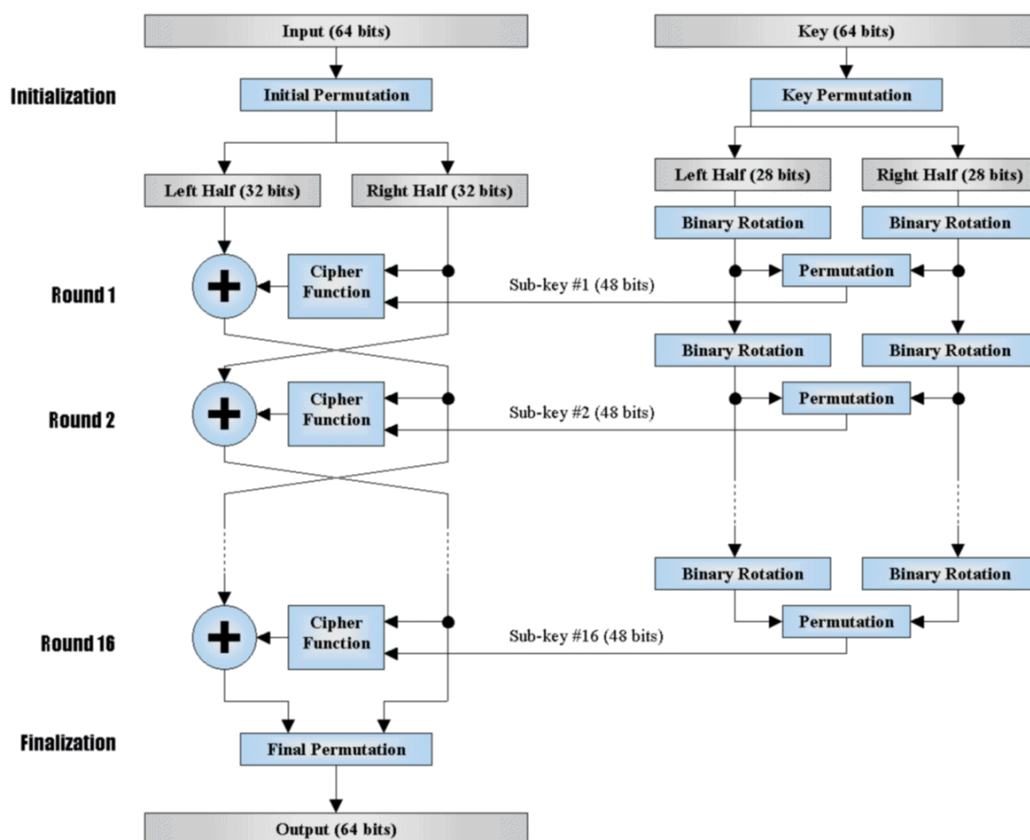 Input (64 bits)
Key (64 bits)
Initialization
Initial Permutation
Key Permutation
Left Half (32 bits)
Right Half (32 bits)
Left Half (28 bits)
Right Half (28 bits)
Binary Rotation
Binary Rotation
Round 1
Cipher
Function
Sub-key #1 (48 bits)
Permutation
Binary Rotation
Binary Rotation
Round 2
Cipher
Function
Sub-key #2 (48 bits)
Permutation
Binary Rotation
Binary Rotation
Round 16
Cipher
Function
Sub-key #16 (48 bits)
Permutation
Finalization
Final Permutation
Output (64 bits)